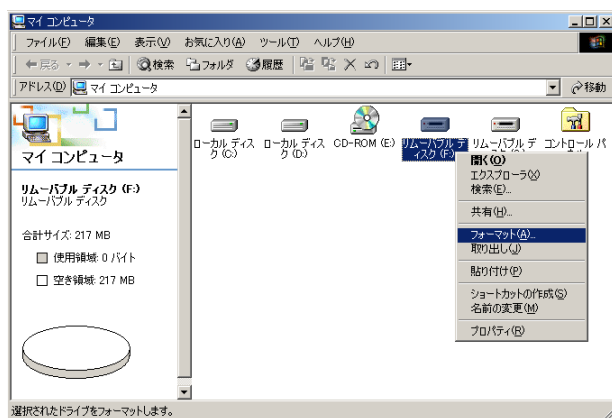 マイ コンピュータ
ファイル(F) 編集(E) 表示(V) お気に入り(A) ツール(T) ヘルプ(H)
戻る 検索 フォルダ 履歴
アドレス(D) マイ コンピュータ 移動
マイ コンピュータ
リムーバブル ディスク (F:)
リムーバブル ディスク
合計サイズ: 217 MB
使用領域: 0 バイト
空き領域: 217 MB
ローカル ディスク (C:)
ローカル ディスク (D:)
CD-ROM (E:)
リムーバブル ディスク (F:)
リムーバブル デ
コントロール パ
開く(O)
エクスプローラ(X)
検索(E)...
共有(H)...
フォーマット(A)...
取り出し(J)
貼り付け(P)
ショートカットの作成(S)
名前の変更(M)
プロパティ(R)
選択されたドライブをフォーマットします。